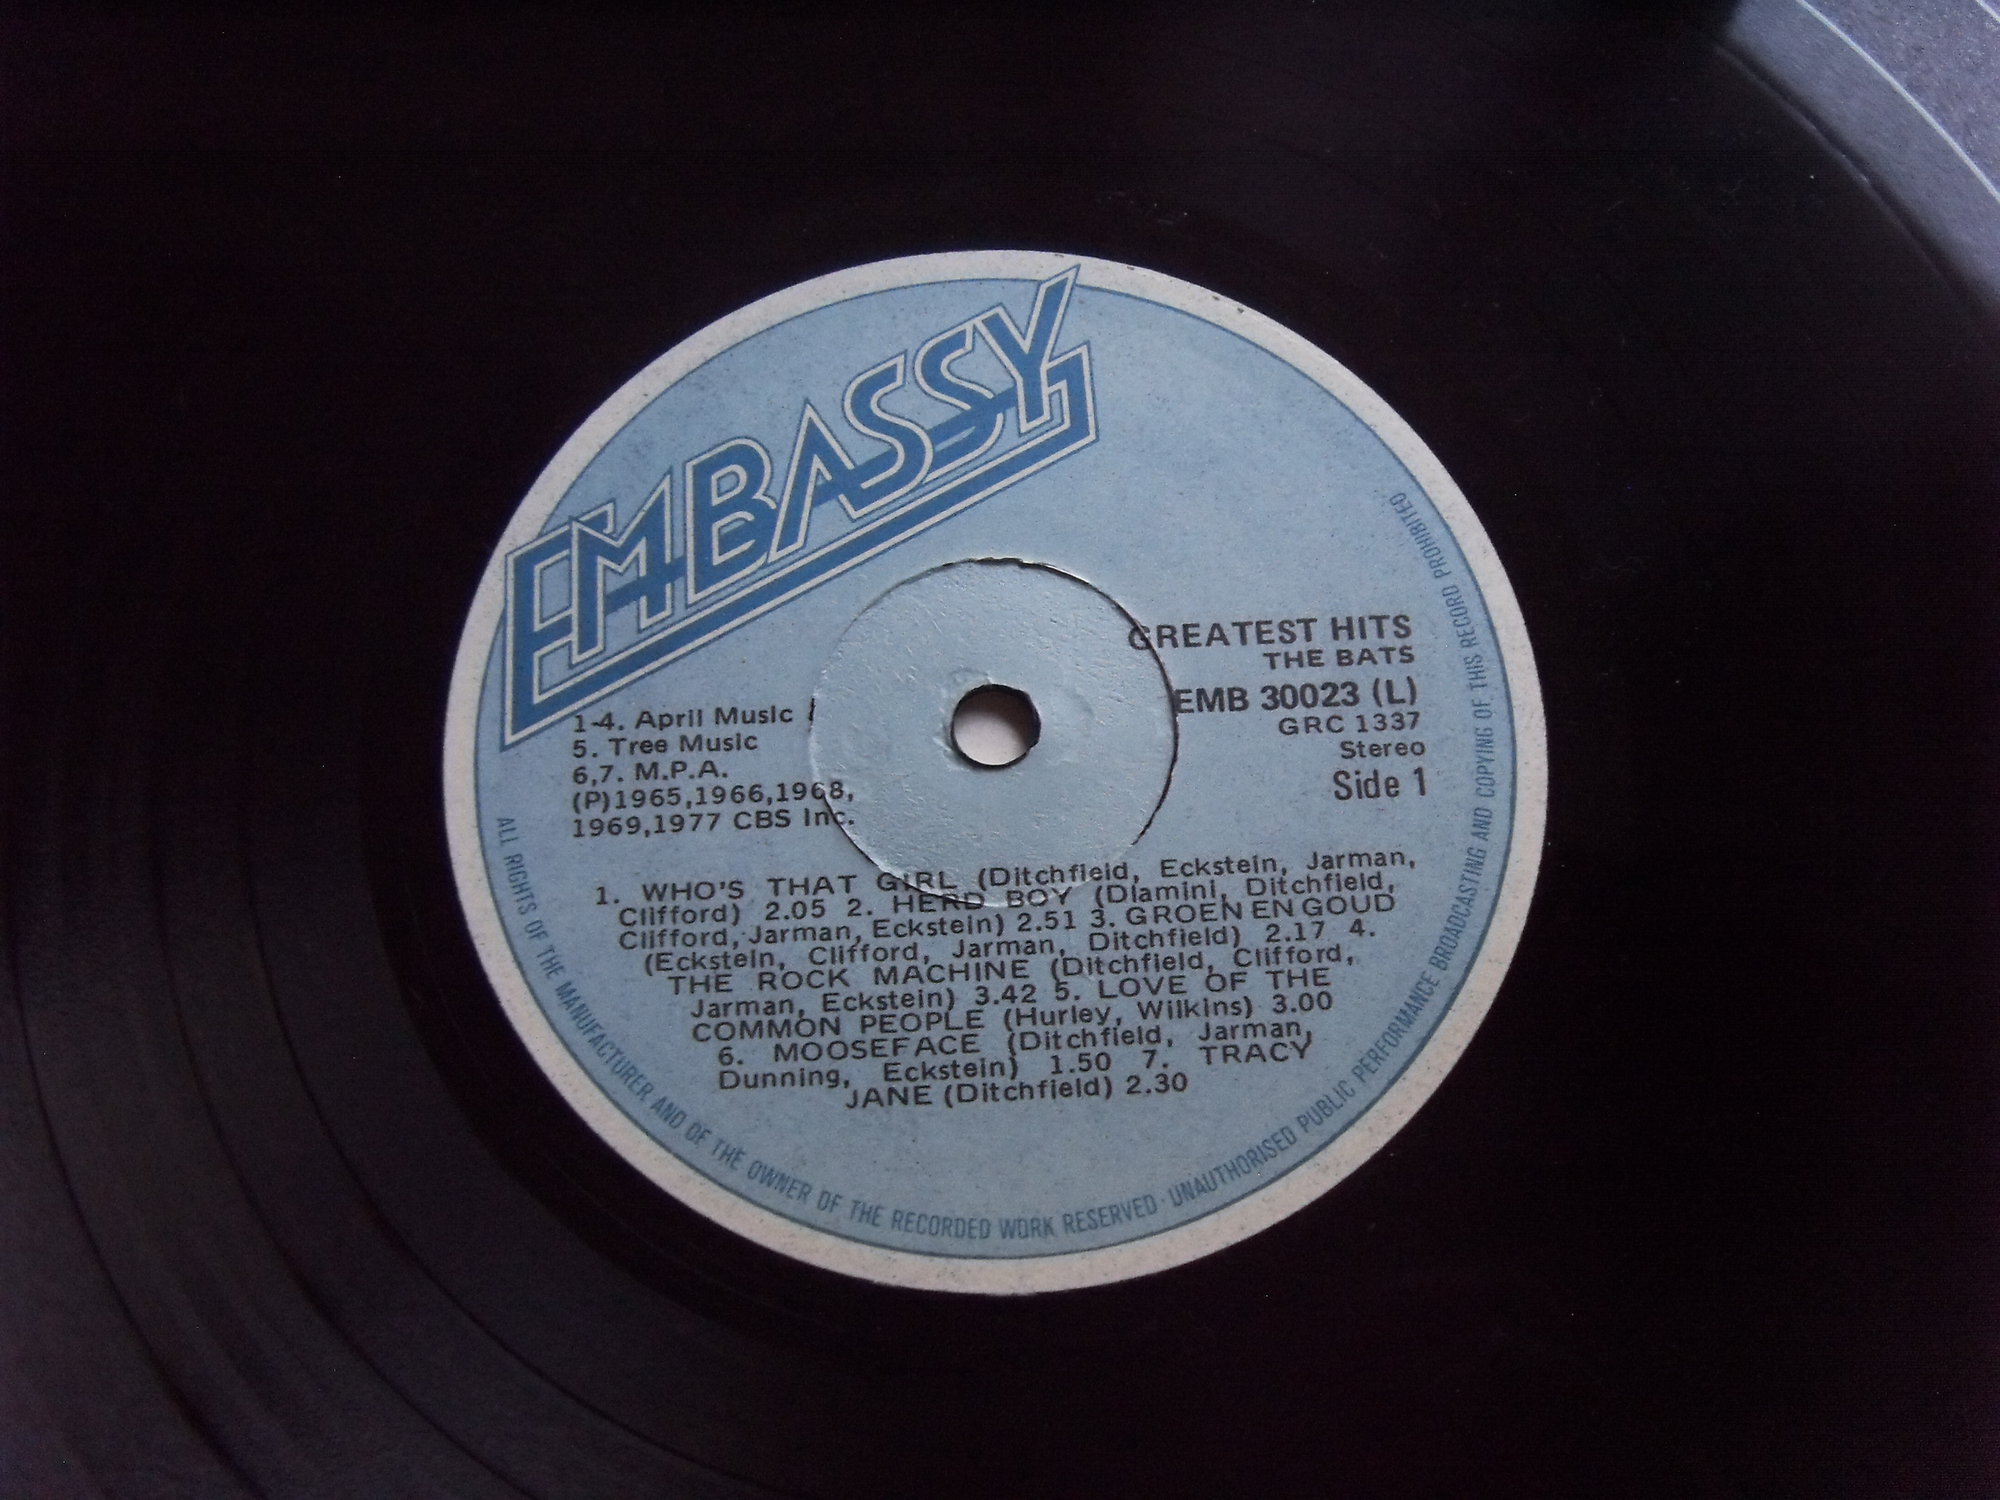 EMBASSY
GREATEST HITS
THE BATS
EMB 30023 (L)
GRC 1337
Stereo
Side 1
1-4. April Music
5. Tree Music
6,7. M.P.A.
(P)1965,1966,1968,
1969,1977 CBS Inc.
1. WHO'S THAT GIRL (Ditchfield, Eckstein, Jarman,
Clifford) 2.05 2. HERD BOY (Dlamini, Ditchfield,
Clifford, Jarman, Eckstein) 2.51 3. GROEN EN GOUD
(Eckstein, Clifford, Jarman, Ditchfield) 2.17 4.
THE ROCK MACHINE (Ditchfield, Clifford,
Jarman, Eckstein) 3.42 5. LOVE OF THE
COMMON PEOPLE (Hurley, Wilkins) 3.00
6. MOOSEFACE (Ditchfield, Jarman,
Dunning, Eckstein) 1.50 7. TRACY
JANE (Ditchfield) 2.30
ALL RIGHTS OF THE MANUFACTURER AND OF THE OWNER OF THE RECORDED WORK RESERVED · UNAUTHORISED PUBLIC PERFORMANCE BROADCASTING AND COPYING OF THIS RECORD PROHIBITED